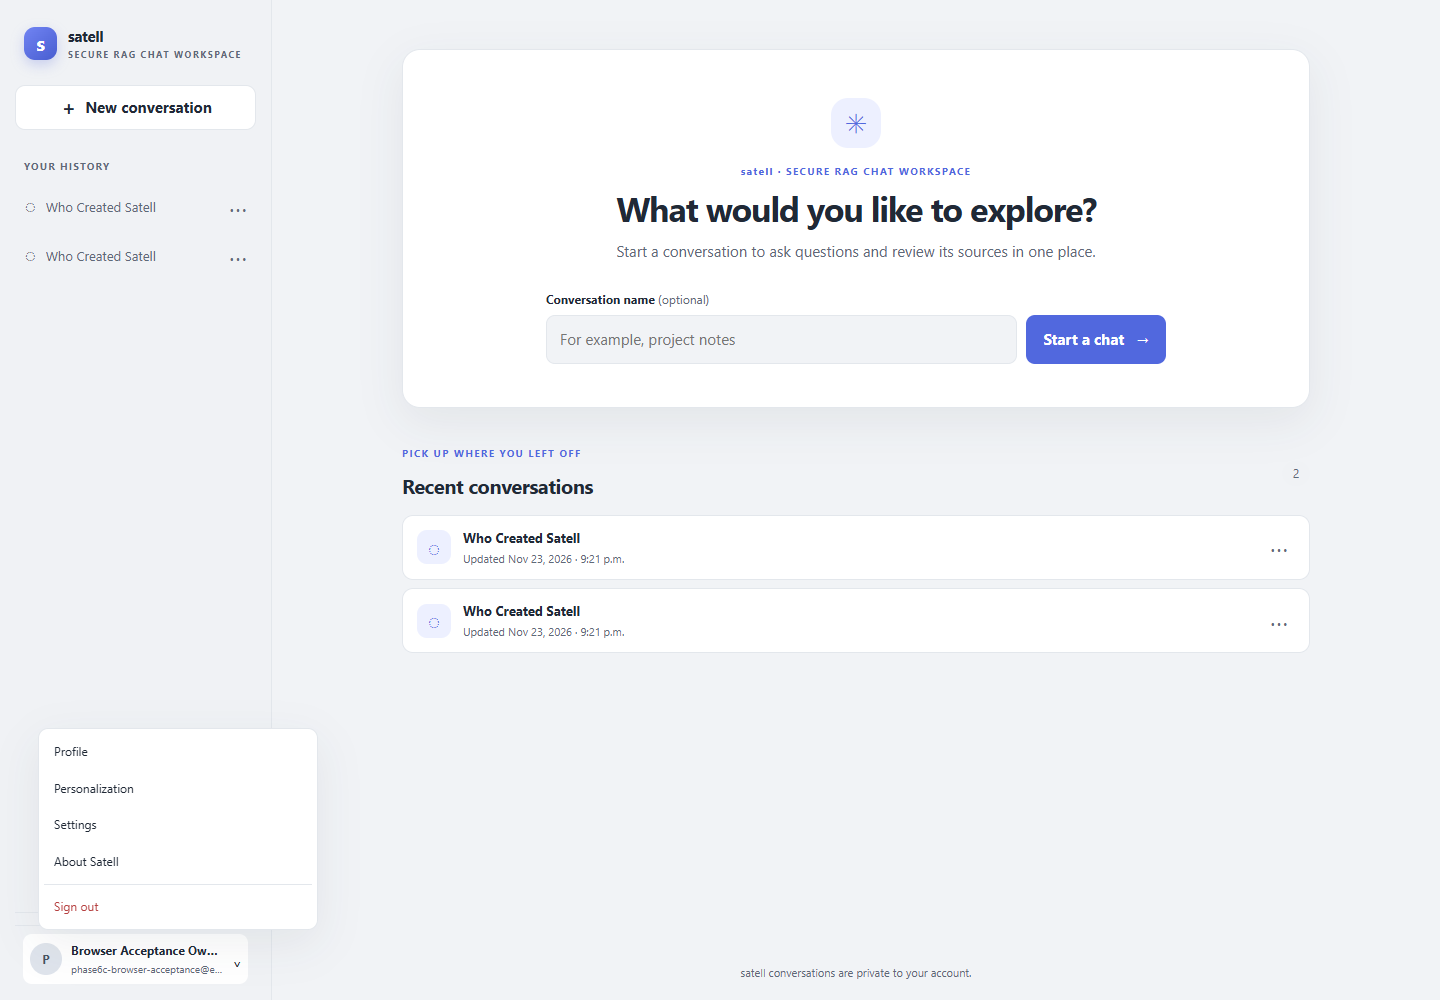 s
satell
SECURE RAG CHAT WORKSPACE
+ New conversation
YOUR HISTORY
Who Created Satell ...
Who Created Satell ...
Profile
Personalization
Settings
About Satell
Sign out
P
Browser Acceptance Ow...
phase6c-browser-acceptance@e...
satell · SECURE RAG CHAT WORKSPACE
What would you like to explore?
Start a conversation to ask questions and review its sources in one place.
Conversation name (optional)
For example, project notes
Start a chat →
PICK UP WHERE YOU LEFT OFF
Recent conversations
2
Who Created Satell
Updated Nov 23, 2026 · 9:21 p.m.
...
Who Created Satell
Updated Nov 23, 2026 · 9:21 p.m.
...
satell conversations are private to your account.